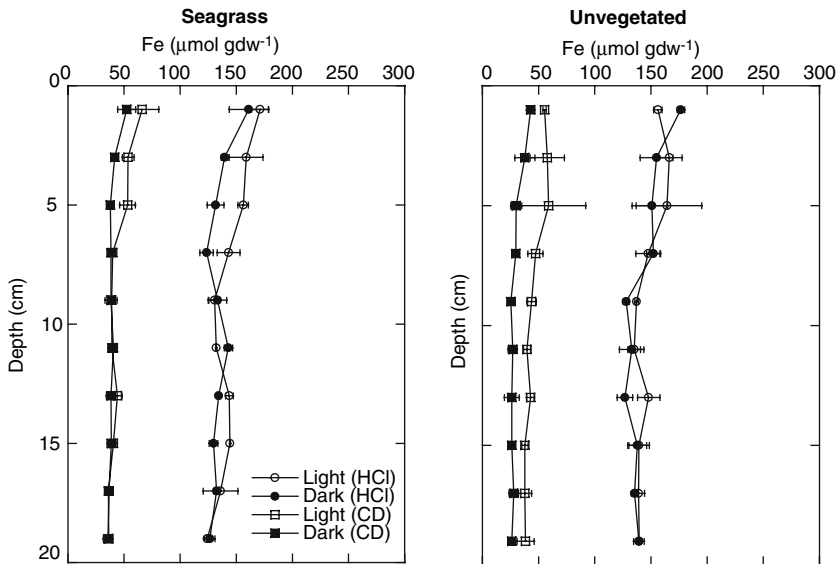 Seagrass
Fe (μmol gdw-1)
0 50 100 150 200 250 300
0
5
10
15
20
Depth (cm)
Light (HCl)
Dark (HCl)
Light (CD)
Dark (CD)
Unvegetated
Fe (μmol gdw-1)
0 50 100 150 200 250 300
Depth (cm)